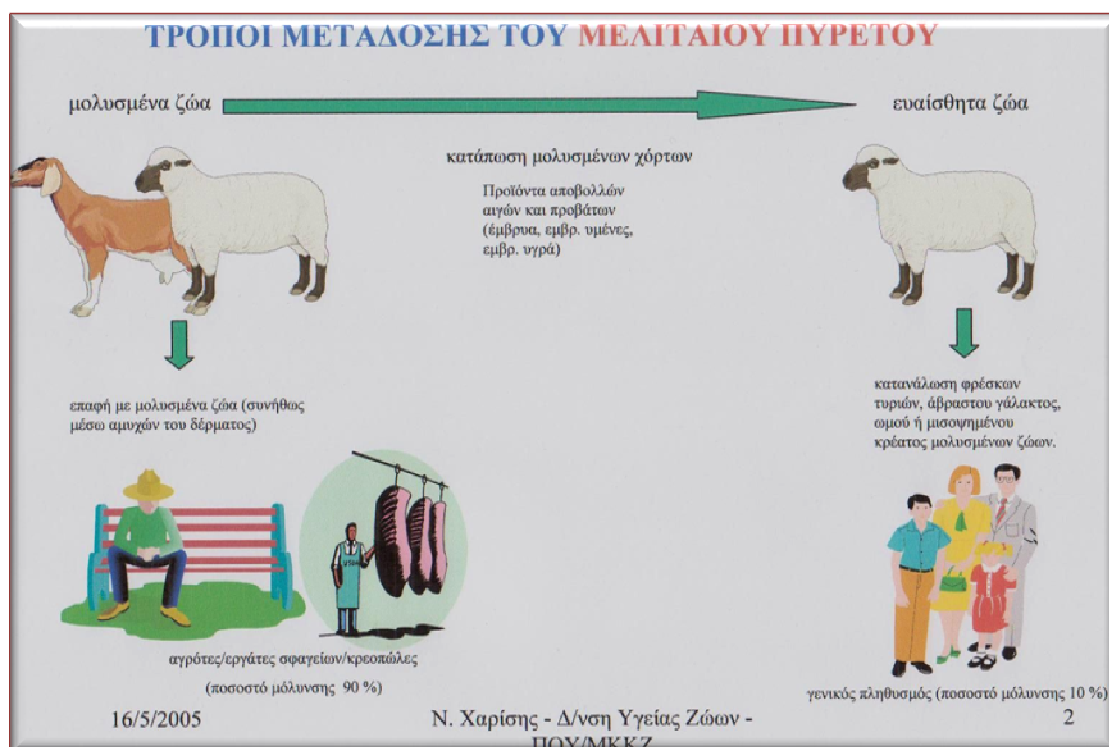 ΤΡΟΠΟΙ ΜΕΤΑΔΟΣΗΣ ΤΟΥ ΜΕΛΙΤΑΙΟΥ ΠΥΡΕΤΟΥ
μολυσμένα ζώα
ευαίσθητα ζώα
κατάπωση μολυσμένων χόρτων
Προϊόντα αποβολλών
αιγών και προβάτων
(έμβρυα, εμβρ. υμένες,
εμβρ. υγρά)
επαφή με μολυσμένα ζώα (συνήθως
μέσω αμυχών του δέρματος)
κατανάλωση φρέσκων
τυριών, άβραστου γάλακτος,
ωμού ή μισοψημένου
κρέατος μολυσμένων ζώων.
αγρότες/εργάτες σφαγείων/κρεοπώλες
(ποσοστό μόλυνσης 90 %)
γενικός πληθυσμός (ποσοστό μόλυνσης 10 %)
16/5/2005
Ν. Χαρίσης - Δ/νση Υγείας Ζώων -
ΠΟΥ/ΜΚΚΖ
2